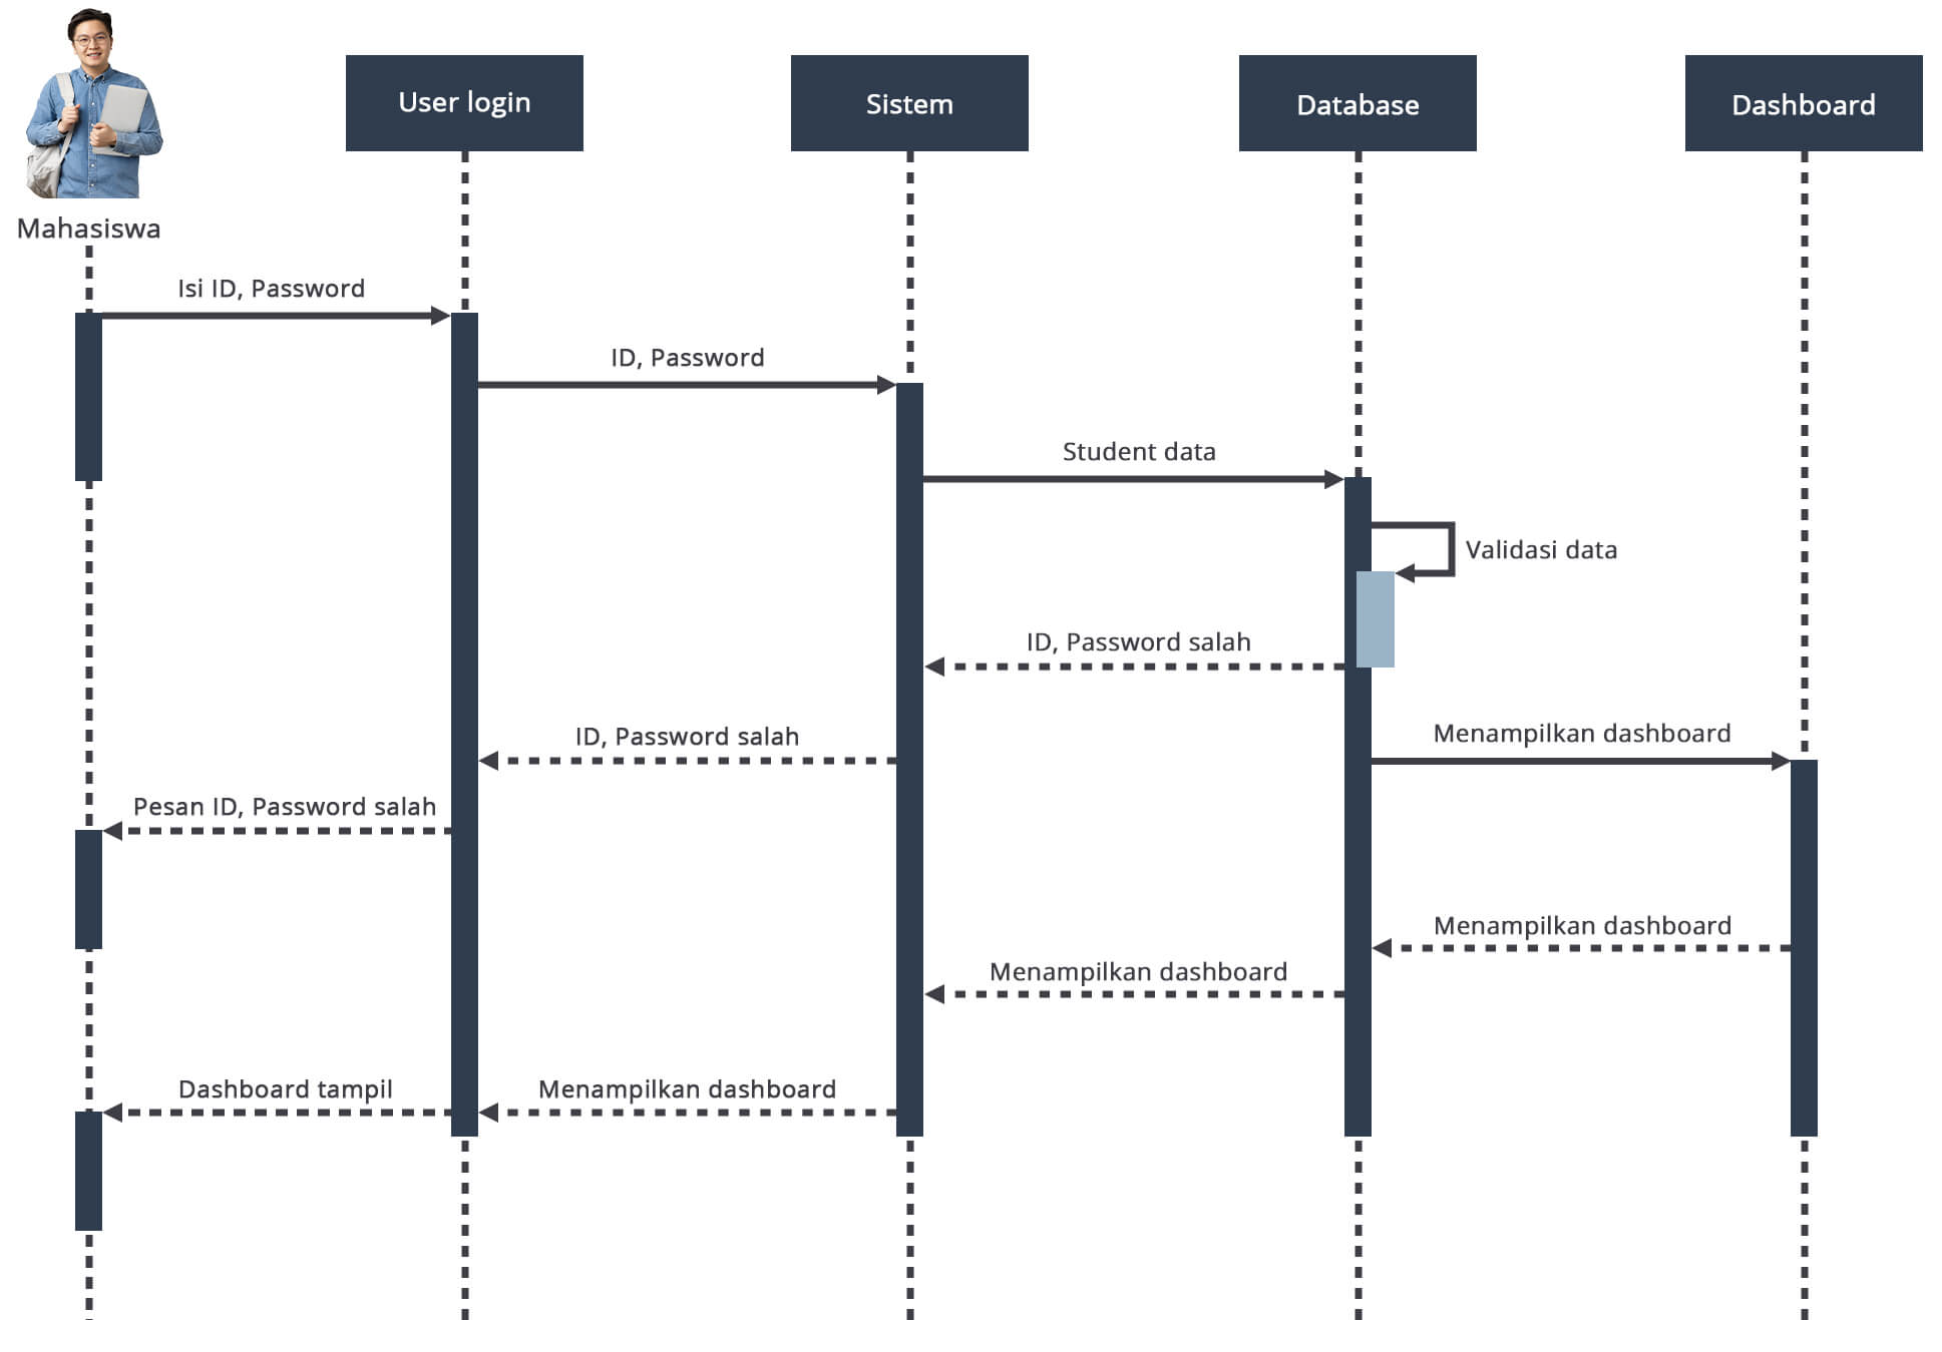 User login
Sistem
Database
Dashboard
Mahasiswa
Isi ID, Password
ID, Password
Student data
Validasi data
ID, Password salah
ID, Password salah
Menampilkan dashboard
Pesan ID, Password salah
Menampilkan dashboard
Menampilkan dashboard
Dashboard tampil
Menampilkan dashboard